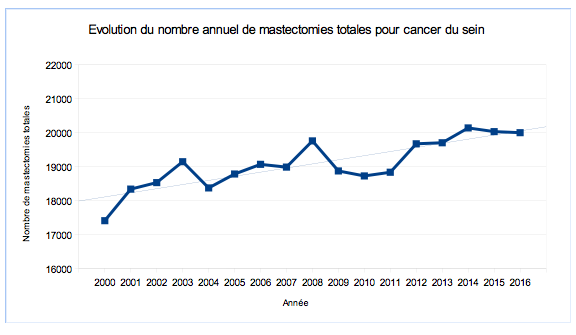 Evolution du nombre annuel de mastectomies totales pour cancer du sein
Nombre de mastectomies totales
22000
21000
20000
19000
18000
17000
16000
2000 2001 2002 2003 2004 2005 2006 2007 2008 2009 2010 2011 2012 2013 2014 2015 2016
Année